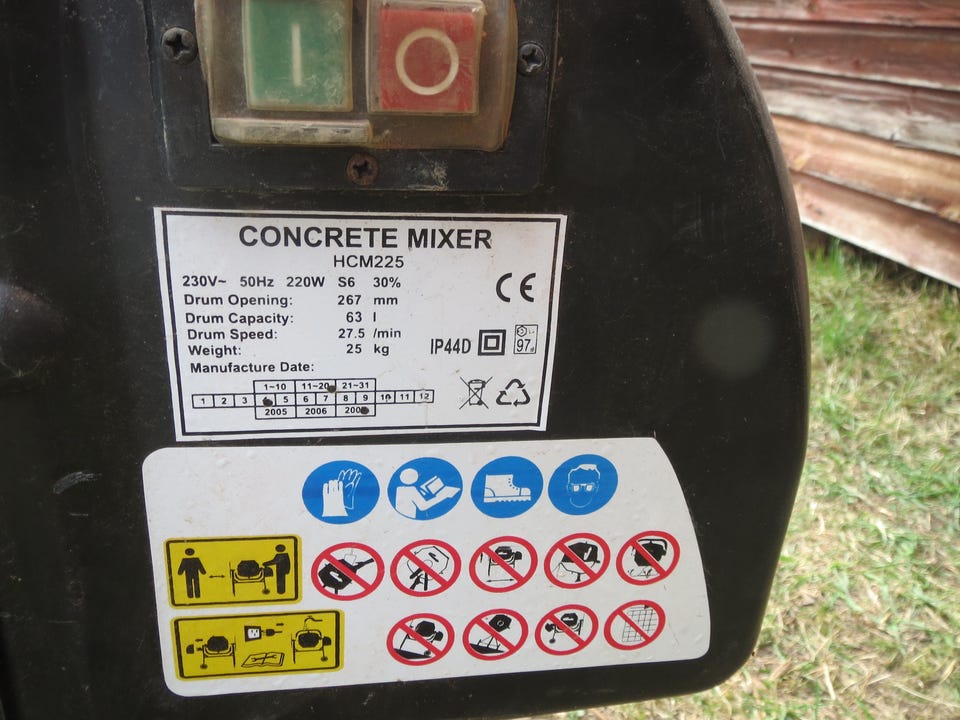 I O
CONCRETE MIXER
HCM225
230V~ 50Hz 220W S6 30%
Drum Opening: 267 mm
Drum Capacity: 63 l
Drum Speed: 27.5 /min
Weight: 25 kg
CE
IP44D
97
Manufacture Date:
1~10 11~20 21~31
1 2 3 5 6 7 8 9 10 11 12
2005 2006